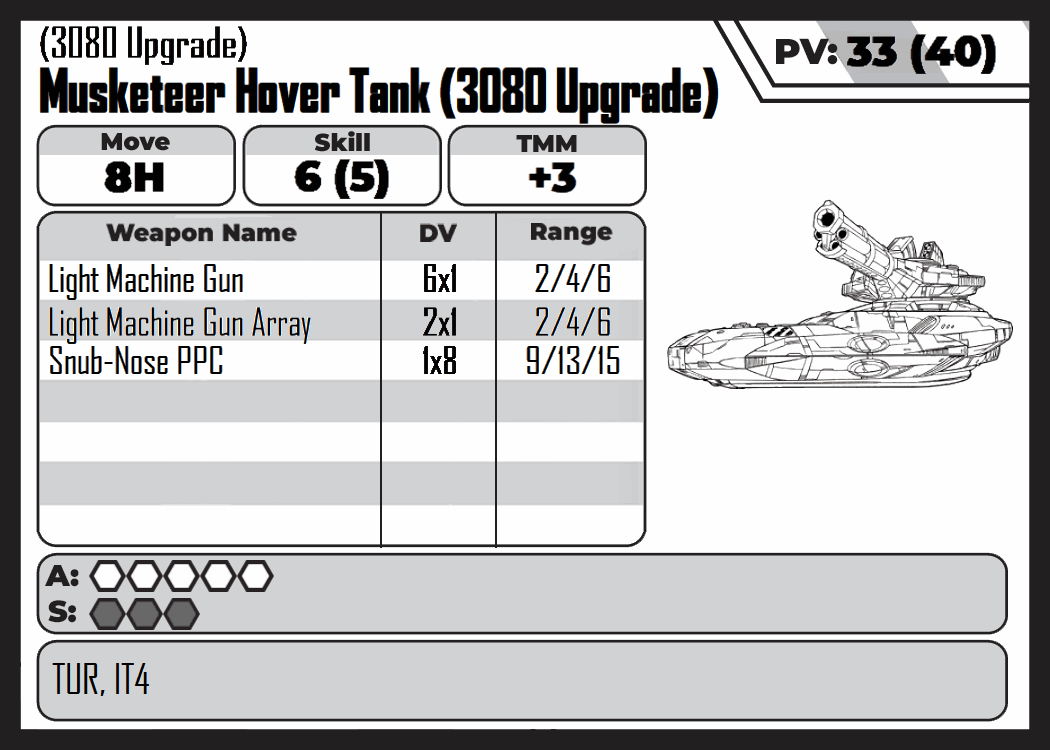 (3080 Upgrade)
Musketeer Hover Tank (3080 Upgrade)
PV: 33 (40)
Move Skill TMM
8H 6 (5) +3
Weapon Name DV Range
Light Machine Gun 6x1 2/4/6
Light Machine Gun Array 2x1 2/4/6
Snub-Nose PPC 1x8 9/13/15
A:
S:
TUR, IT4